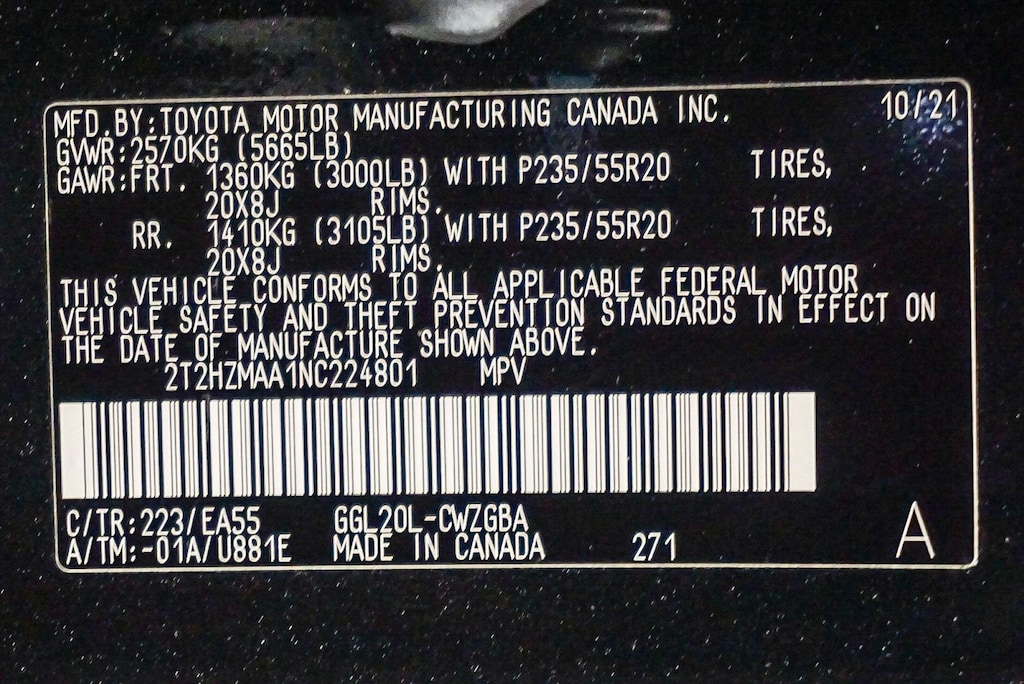 MFD.BY:TOYOTA MOTOR MANUFACTURING CANADA INC. 10/21
GVWR:2570KG (5665LB)
GAWR:FRT. 1360KG (3000LB) WITH P235/55R20 TIRES,
20X8J RIMS.
RR. 1410KG (3105LB) WITH P235/55R20 TIRES,
20X8J RIMS.
THIS VEHICLE CONFORMS TO ALL APPLICABLE FEDERAL MOTOR
VEHICLE SAFETY AND THEFT PREVENTION STANDARDS IN EFFECT ON
THE DATE OF MANUFACTURE SHOWN ABOVE.
2T2HZMAA1NC224801 MPV
C/TR:223/EA55 GGL20L-CWZGBA
A/TM:-01A/U881E MADE IN CANADA 271 A